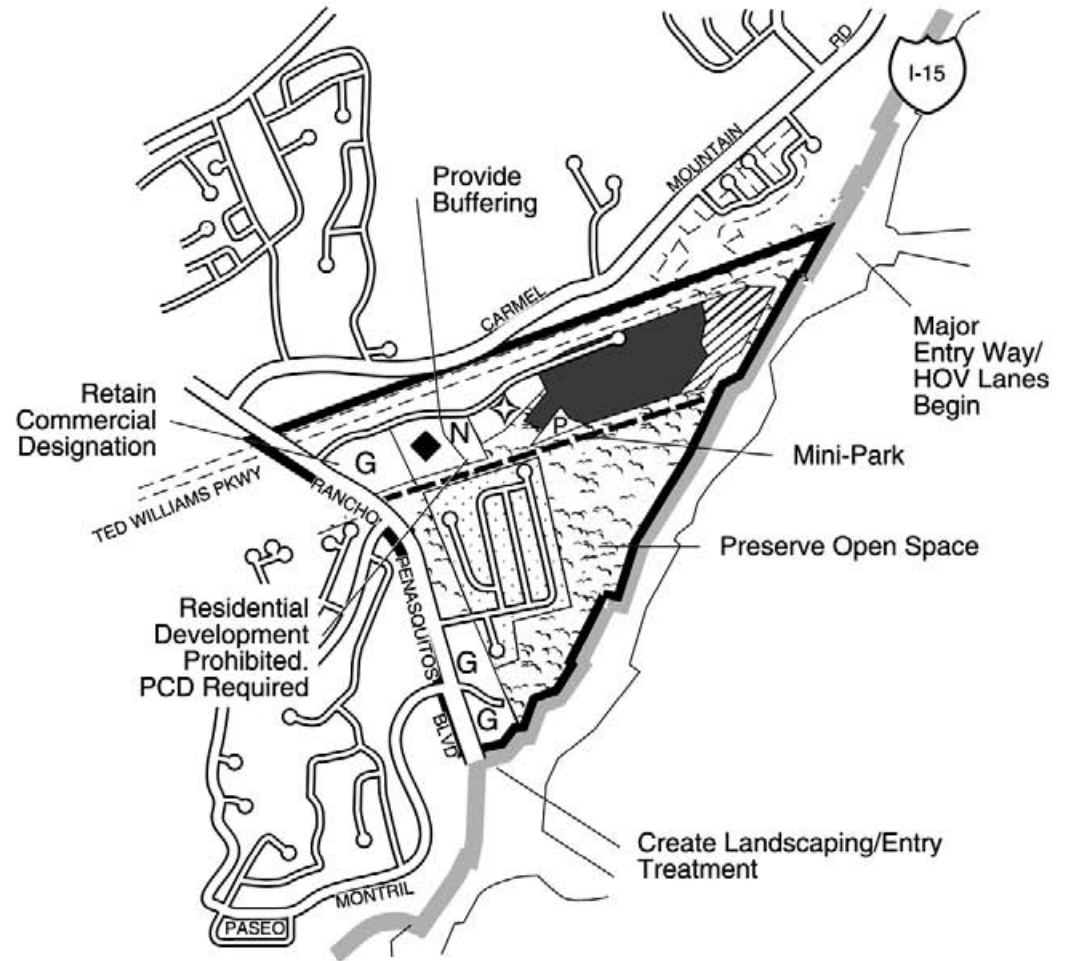 RD
I-15
MOUNTAIN
Provide
Buffering
CARMEL
Major
Entry Way/
HOV Lanes
Begin
Retain
Commercial
Designation
N
P
G
Mini-Park
TED WILLIAMS PKWY
RANCHO
Preserve Open Space
PENASQUITOS
Residential
Development
Prohibited.
PCD Required
G
G
BLVD
Create Landscaping/Entry
Treatment
MONTRIL
PASEO